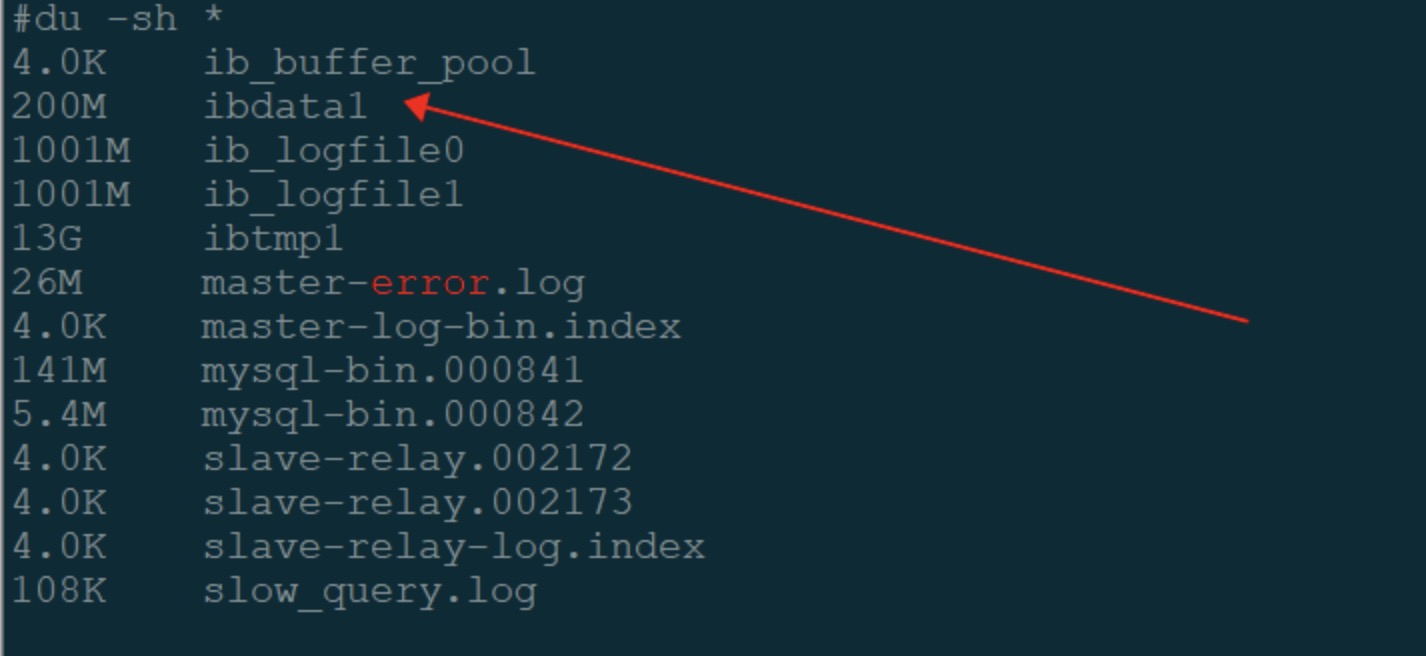 #du -sh *
4.0K ib_buffer_pool
200M ibdata1
1001M ib_logfile0
1001M ib_logfile1
13G ibtmp1
26M master-error.log
4.0K master-log-bin.index
141M mysql-bin.000841
5.4M mysql-bin.000842
4.0K slave-relay.002172
4.0K slave-relay.002173
4.0K slave-relay-log.index
108K slow_query.log